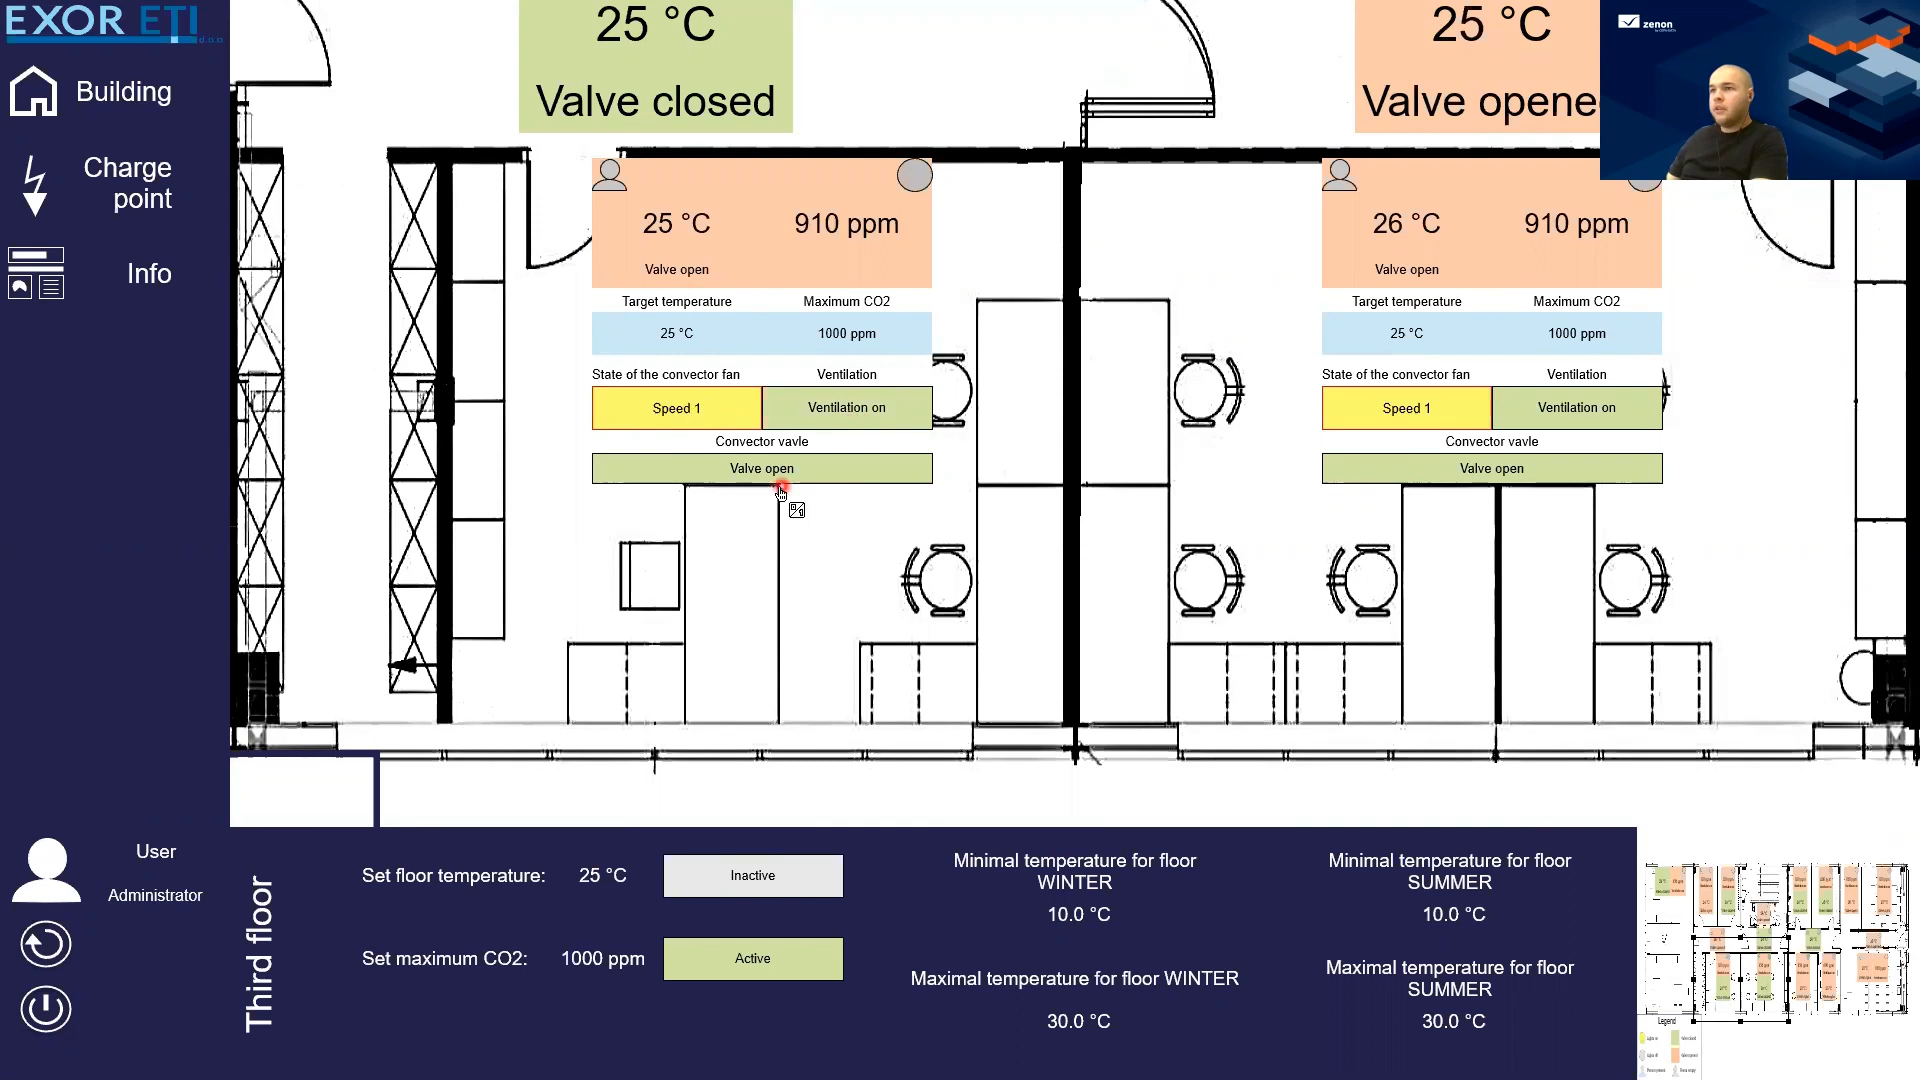 EXOR ETI
d.o.o
Building
Charge
point
Info
25 °C
Valve closed
25 °C
Valve opene
zenon
25 °C
910 ppm
Valve open
Target temperature
Maximum CO2
25 °C
1000 ppm
State of the convector fan
Ventilation
Speed 1
Ventilation on
Convector vavle
Valve open
26 °C
910 ppm
Valve open
Target temperature
Maximum CO2
25 °C
1000 ppm
State of the convector fan
Ventilation
Speed 1
Ventilation on
Convector vavle
Valve open
User
Administrator
Third floor
Set floor temperature:
25 °C
Inactive
Set maximum CO2:
1000 ppm
Active
Minimal temperature for floor
WINTER
10.0 °C
Maximal temperature for floor WINTER
30.0 °C
Minimal temperature for floor
SUMMER
10.0 °C
Maximal temperature for floor
SUMMER
30.0 °C
Legend